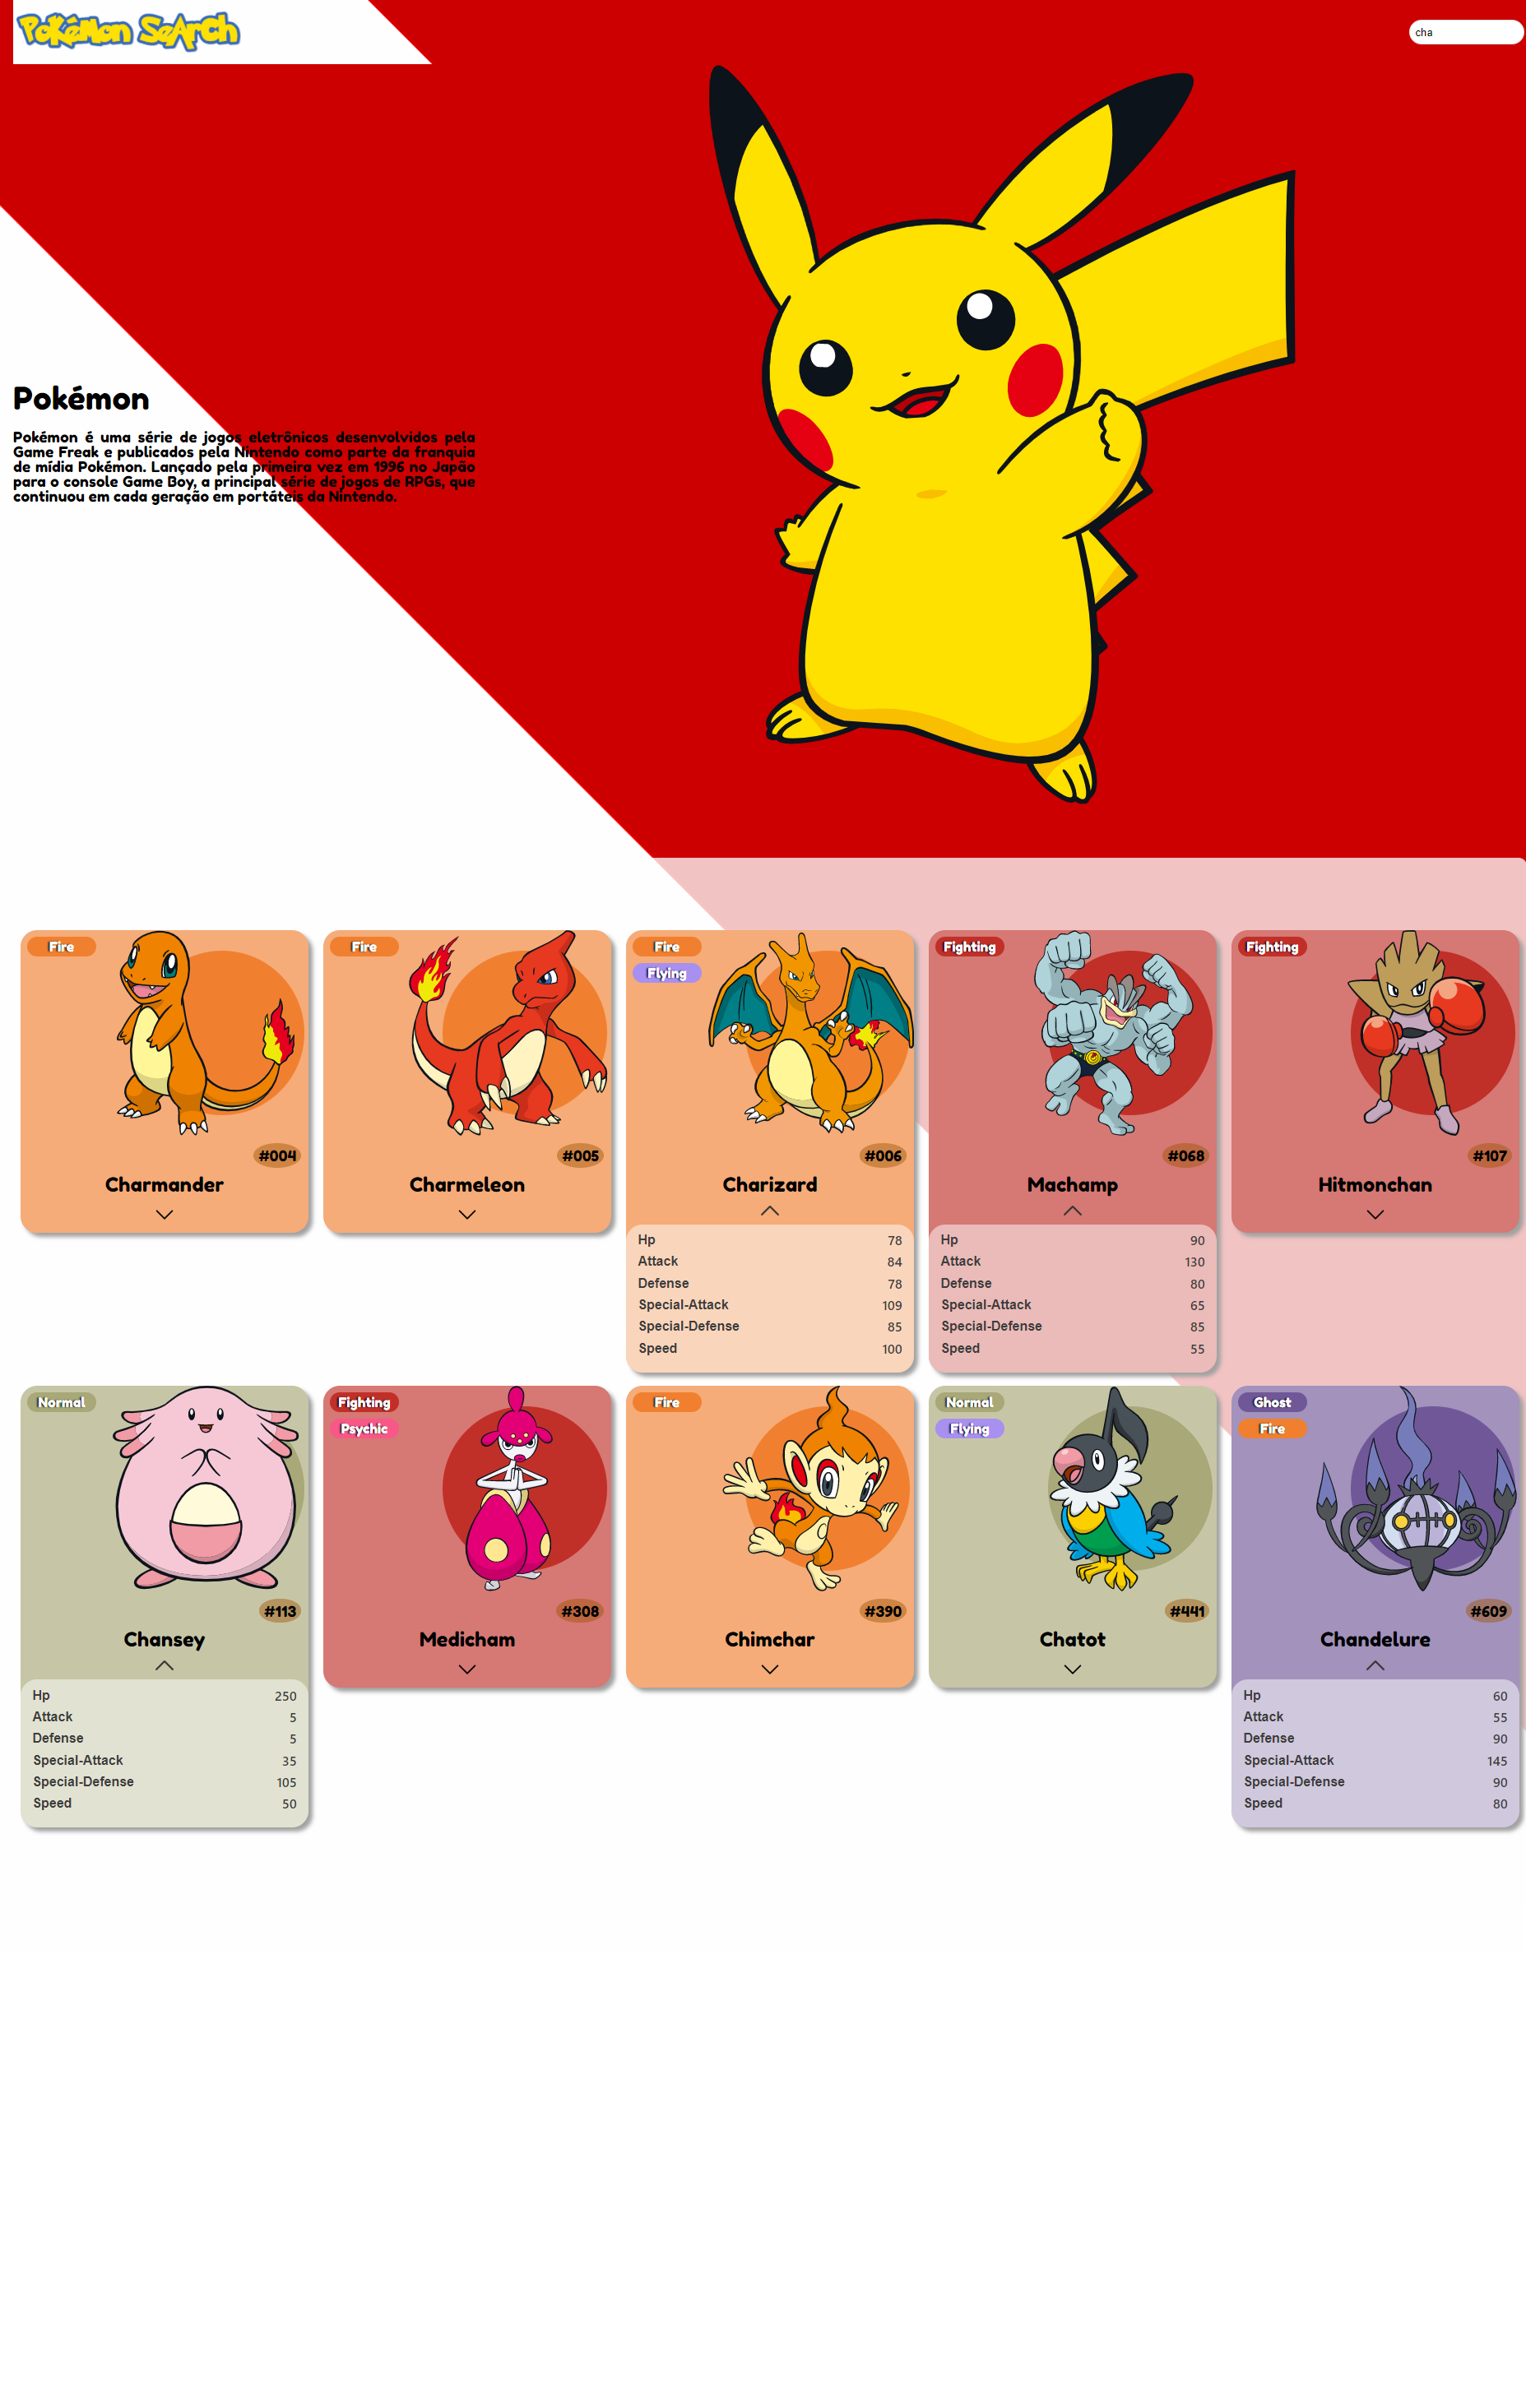 Pokémon Search
cha
Pokémon
Pokémon é uma série de jogos eletrônicos desenvolvidos pela
Game Freak e publicados pela Nintendo como parte da franquia
de mídia Pokémon. Lançado pela primeira vez em 1996 no Japão
para o console Game Boy, a principal série de jogos de RPGs, que
continuou em cada geração em portáteis da Nintendo.
Fire
#004
Charmander
Fire
#005
Charmeleon
Fire
Flying
#006
Charizard
Hp 78
Attack 84
Defense 78
Special-Attack 109
Special-Defense 85
Speed 100
Fighting
#068
Machamp
Hp 90
Attack 130
Defense 80
Special-Attack 65
Special-Defense 85
Speed 55
Fighting
#107
Hitmonchan
Normal
#113
Chansey
Hp 250
Attack 5
Defense 5
Special-Attack 35
Special-Defense 105
Speed 50
Fighting
Psychic
#308
Medicham
Fire
#390
Chimchar
Normal
Flying
#441
Chatot
Ghost
Fire
#609
Chandelure
Hp 60
Attack 55
Defense 90
Special-Attack 145
Special-Defense 90
Speed 80